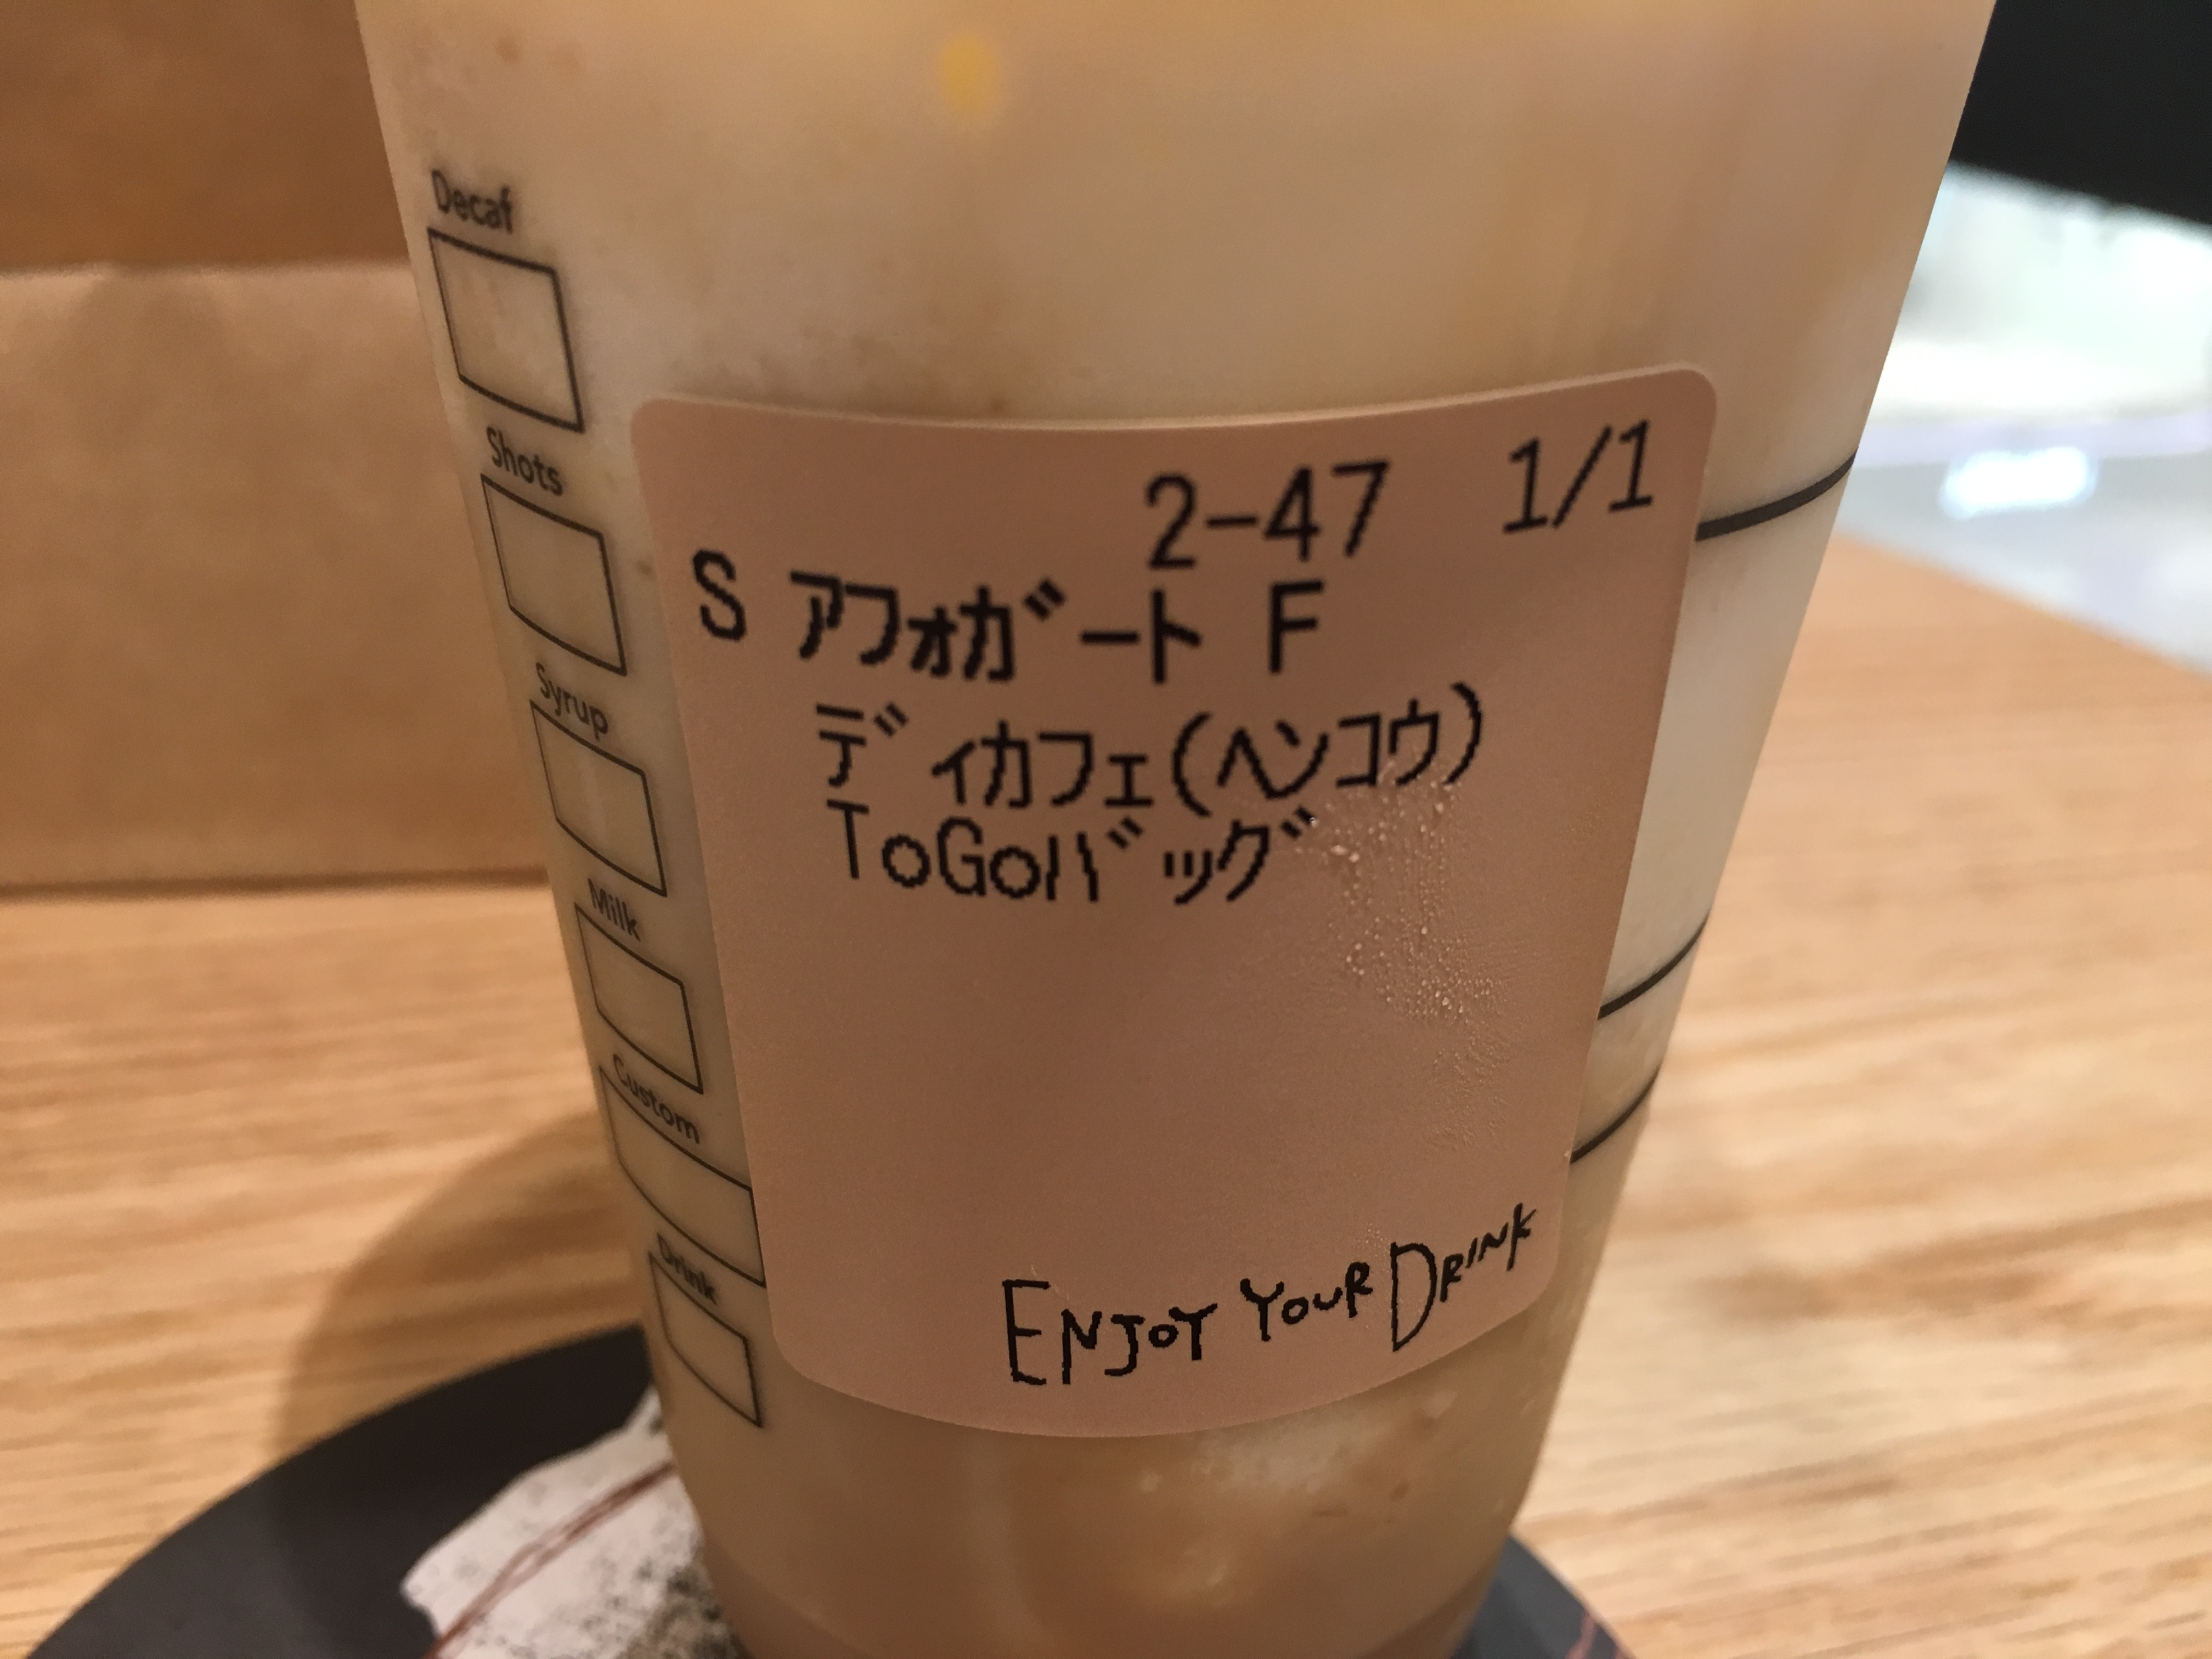 Decaf
Shots
Syrup
Milk
Custom
Drink
2-47 1/1
S ｱﾌｫｶﾞｰﾄ F
ﾃﾞｨｶﾌｪ(ﾍﾝｺｳ)
ToGoﾊﾞｯｸﾞ
ENJOY YOUR DRINK